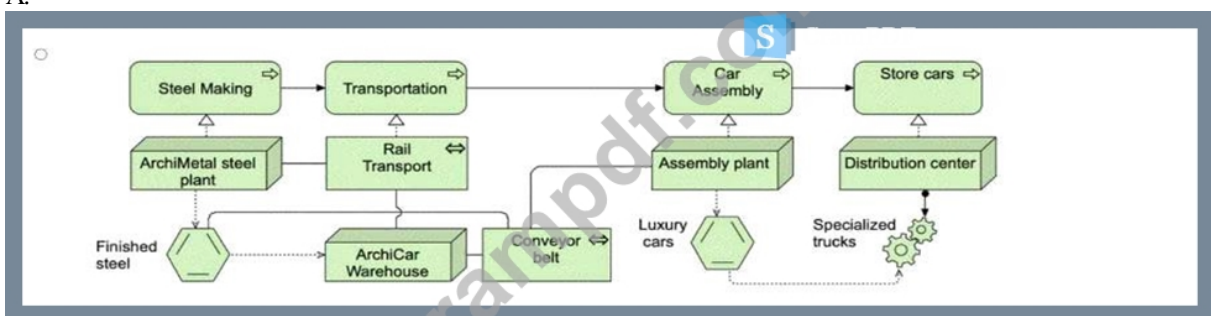 A.
S
Steel Making
Transportation
Car
Assembly
Store cars
ArchiMetal steel
plant
Rail
Transport
Assembly plant
Distribution center
Finished
steel
ArchiCar
Warehouse
Conveyor
belt
Luxury
cars
Specialized
trucks